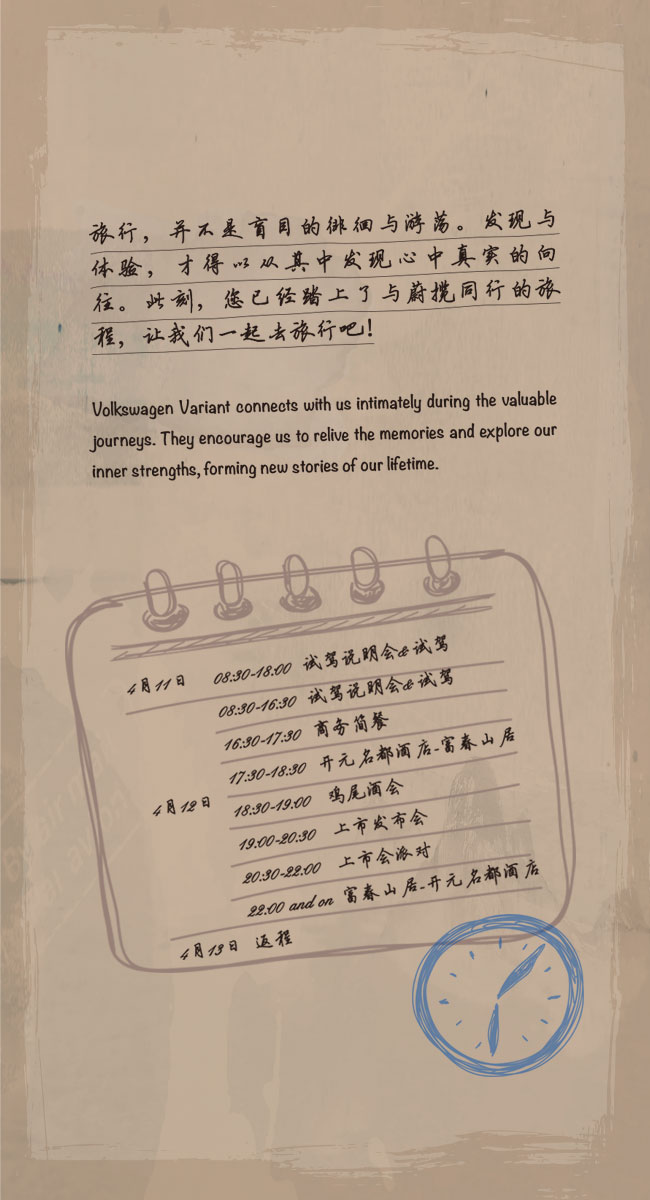 旅行，并不是盲目的徘徊与游荡。发现与
体验，才得以从其中发现心中真实的向
往。此刻，您已经踏上了与蔚揽同行的旅
程，让我们一起去旅行吧！
Volkswagen Variant connects with us intimately during the valuable
journeys. They encourage us to relive the memories and explore our
inner strengths, forming new stories of our lifetime.
4月11日 08:30-18:00 试驾说明会&试驾
08:30-16:30 试驾说明会&试驾
16:30-17:30 商务简餐
17:30-18:30 开元名都酒店-富春山居
4月12日 18:30-19:00 鸡尾酒会
19:00-20:30 上市发布会
20:30-22:00 上市会派对
22:00 and on 富春山居-开元名都酒店
4月13日 返程